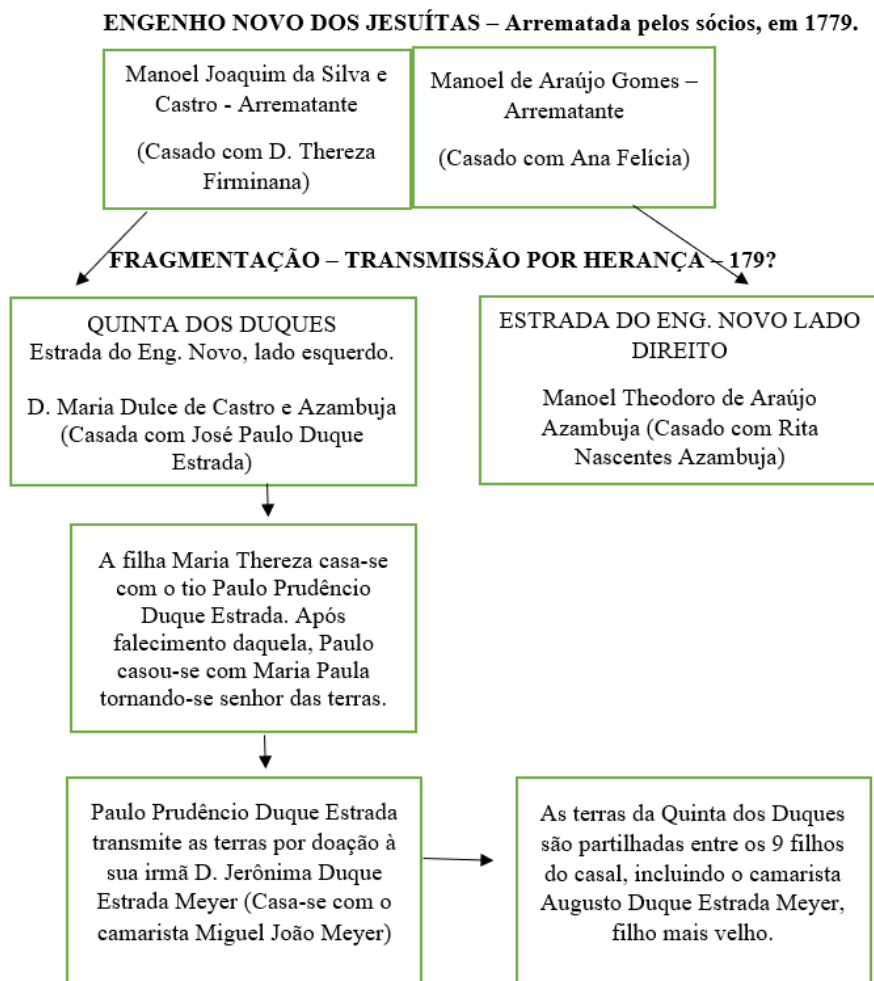 ENGENHO NOVO DOS JESUÍTAS – Arrematada pelos sócios, em 1779.
Manoel Joaquim da Silva e
Castro - Arrematante
(Casado com D. Thereza
Firminana)
Manoel de Araújo Gomes –
Arrematante
(Casado com Ana Felícia)
FRAGMENTAÇÃO – TRANSMISSÃO POR HERANÇA – 179?
QUINTA DOS DUQUES
Estrada do Eng. Novo, lado esquerdo.
D. Maria Dulce de Castro e Azambuja
(Casada com José Paulo Duque
Estrada)
ESTRADA DO ENG. NOVO LADO
DIREITO
Manoel Theodoro de Araújo
Azambuja (Casado com Rita
Nascentes Azambuja)
A filha Maria Thereza casa-se
com o tio Paulo Prudêncio
Duque Estrada. Após
falecimento daquela, Paulo
casou-se com Maria Paula
tornando-se senhor das terras.
Paulo Prudêncio Duque Estrada
transmite as terras por doação à
sua irmã D. Jerônima Duque
Estrada Meyer (Casa-se com o
camarista Miguel João Meyer)
As terras da Quinta dos Duques
são partilhadas entre os 9 filhos
do casal, incluindo o camarista
Augusto Duque Estrada Meyer,
filho mais velho.